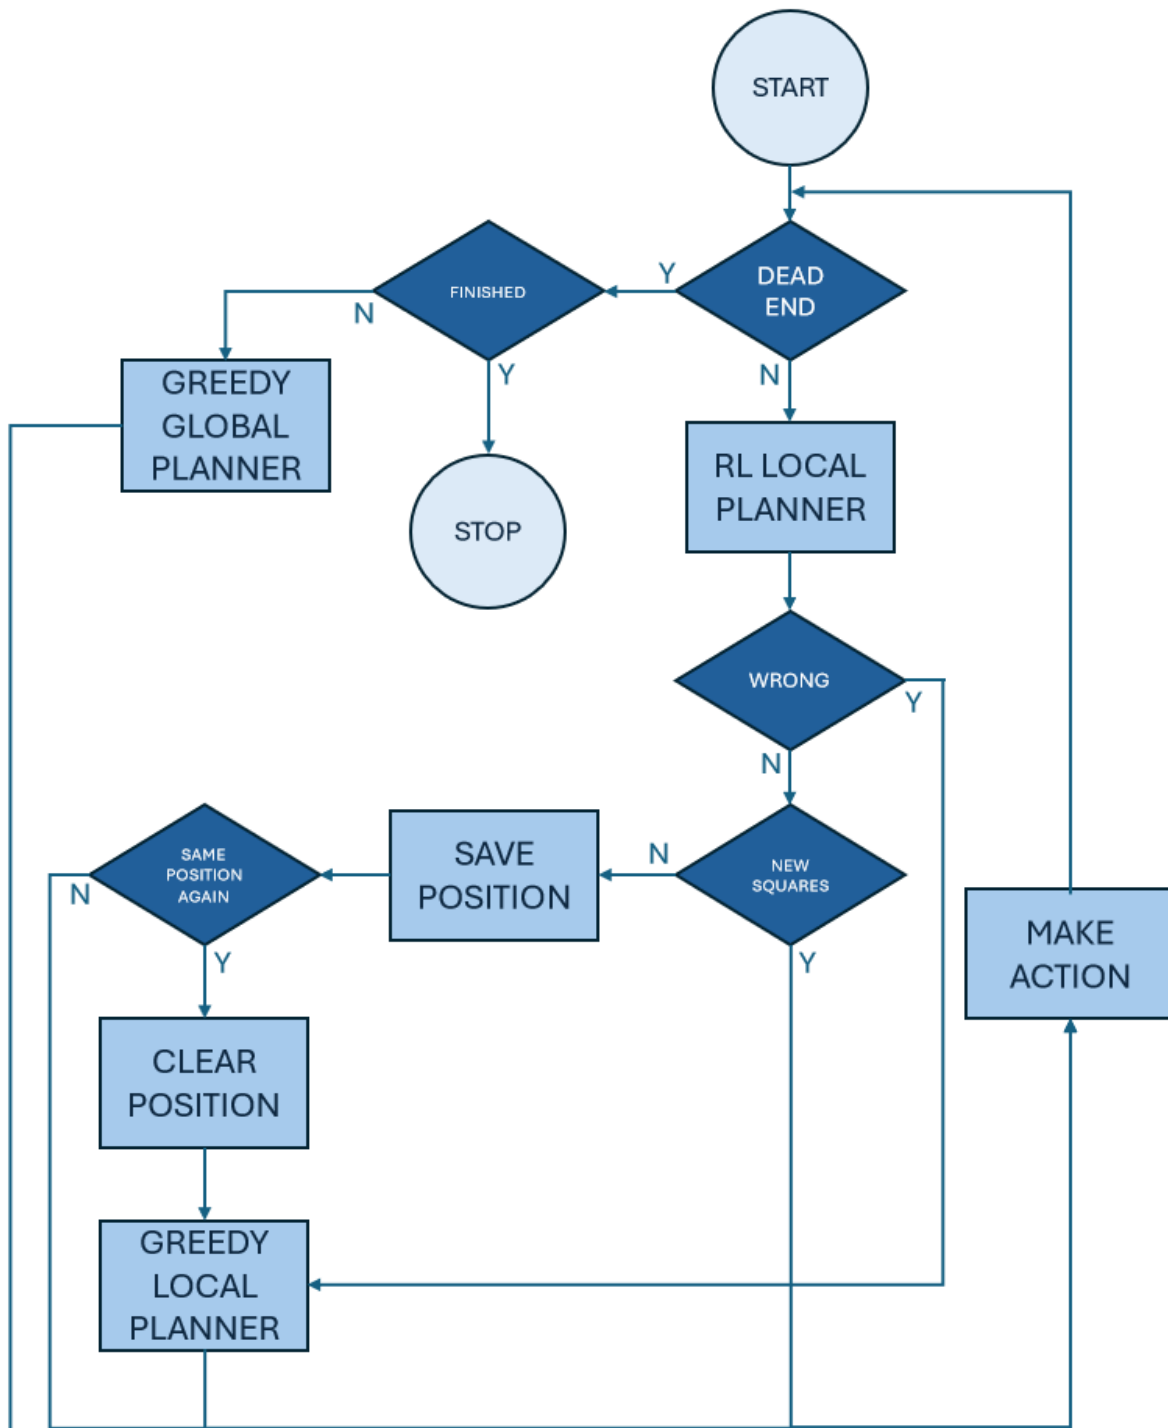 START
DEAD
END
Y
FINISHED
N
Y
N
GREEDY
GLOBAL
PLANNER
RL LOCAL
PLANNER
STOP
WRONG
Y
N
NEW
SQUARES
N
Y
SAVE
POSITION
SAME
POSITION
AGAIN
N
Y
MAKE
ACTION
CLEAR
POSITION
GREEDY
LOCAL
PLANNER